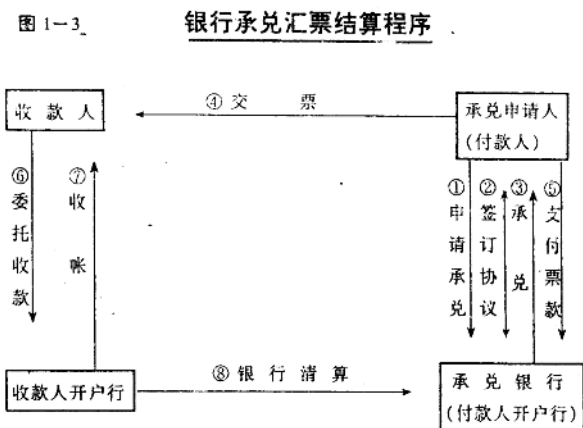 图 1-3 银行承兑汇票结算程序
④交 票
收款人
承兑申请人
(付款人)
⑥委托收款
⑦收帐
①申请承兑
②签订协议
③承兑
⑤支付票款
⑧银行清算
收款人开户行
承兑银行
(付款人开户行)